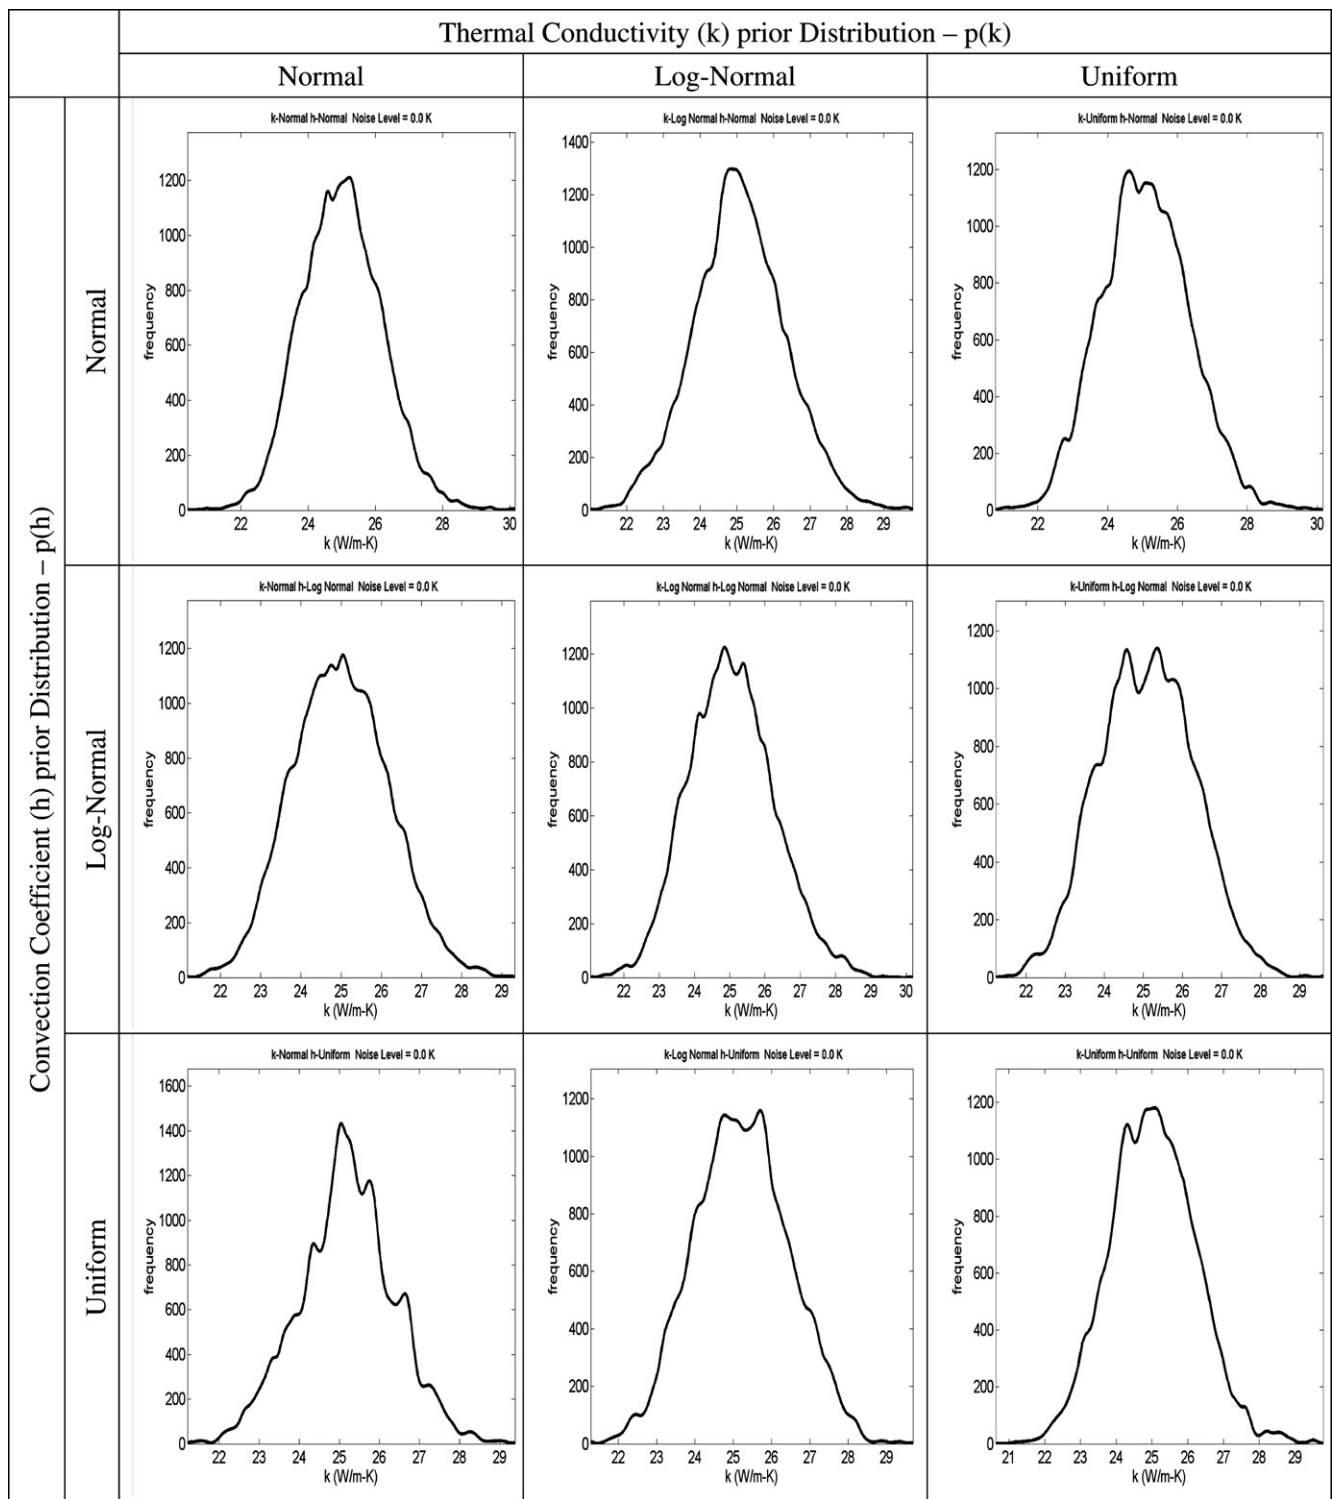 Thermal Conductivity (k) prior Distribution – p(k)
Normal
Log-Normal
Uniform
Convection Coefficient (h) prior Distribution – p(h)
Normal
k-Normal h-Normal Noise Level = 0.0 K
frequency
1200
1000
800
600
400
200
0
22 24 26 28 30
k (W/m-K)
k-Log Normal h-Normal Noise Level = 0.0 K
frequency
1400
1200
1000
800
600
400
200
0
22 23 24 25 26 27 28 29
k (W/m-K)
k-Uniform h-Normal Noise Level = 0.0 K
frequency
1200
1000
800
600
400
200
0
22 24 26 28 30
k (W/m-K)
Log-Normal
k-Normal h-Log Normal Noise Level = 0.0 K
frequency
1200
1000
800
600
400
200
0
22 23 24 25 26 27 28 29
k (W/m-K)
k-Log Normal h-Log Normal Noise Level = 0.0 K
frequency
1200
1000
800
600
400
200
0
22 23 24 25 26 27 28 29 30
k (W/m-K)
k-Uniform h-Log Normal Noise Level = 0.0 K
frequency
1200
1000
800
600
400
200
0
22 23 24 25 26 27 28 29
k (W/m-K)
Uniform
k-Normal h-Uniform Noise Level = 0.0 K
frequency
1600
1400
1200
1000
800
600
400
200
0
22 23 24 25 26 27 28 29
k (W/m-K)
k-Log Normal h-Uniform Noise Level = 0.0 K
frequency
1200
1000
800
600
400
200
0
22 23 24 25 26 27 28 29
k (W/m-K)
k-Uniform h-Uniform Noise Level = 0.0 K
frequency
1200
1000
800
600
400
200
0
21 22 23 24 25 26 27 28 29
k (W/m-K)